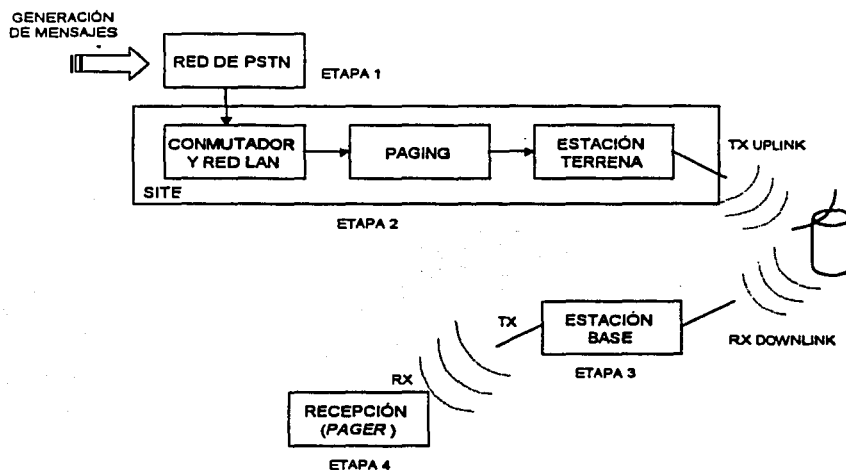 GENERACIÓN
DE MENSAJES
RED DE PSTN
ETAPA 1
CONMUTADOR
Y RED LAN
PAGING
ESTACIÓN
TERRENA
TX UPLINK
SITE
ETAPA 2
TX
ESTACIÓN
BASE
RX DOWNLINK
ETAPA 3
RX
RECEPCIÓN
(PAGER)
ETAPA 4